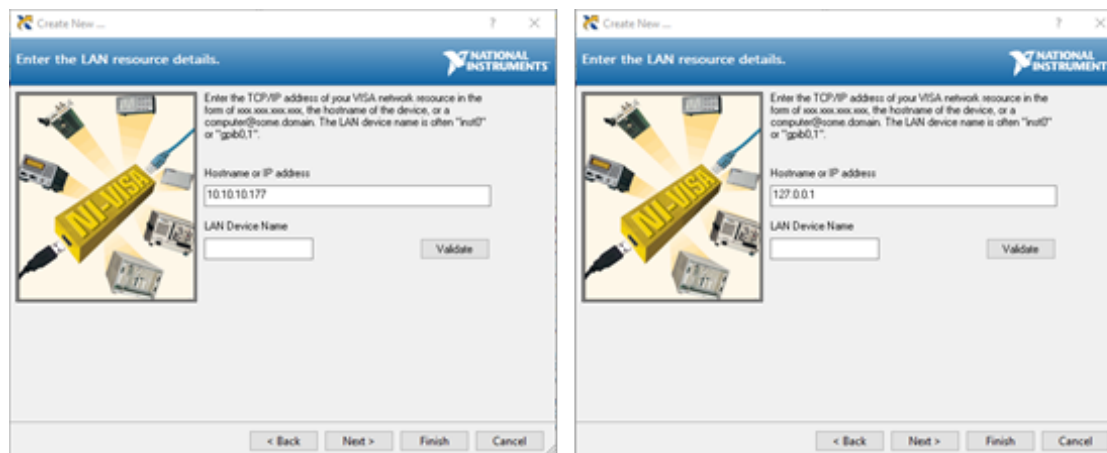 Create New ...
Enter the LAN resource details.
NATIONAL
INSTRUMENTS
Enter the TCP/IP address of your VISA network resource in the
form of xxx.xxx.xxx.xxx, the hostname of the device, or a
computer@some.domain. The LAN device name is often "inst0"
or "gpib0,1".
NI-VISA
Hostname or IP address
10.10.10.177
LAN Device Name
Validate
< Back
Next >
Finish
Cancel
Create New ...
Enter the LAN resource details.
NATIONAL
INSTRUMENT
Enter the TCP/IP address of your VISA network resource in the
form of xxx.xxx.xxx.xxx, the hostname of the device, or a
computer@some.domain. The LAN device name is often "inst0"
or "gpib0,1".
NI-VISA
Hostname or IP address
127.0.0.1
LAN Device Name
Validate
< Back
Next >
Finish
Cancel